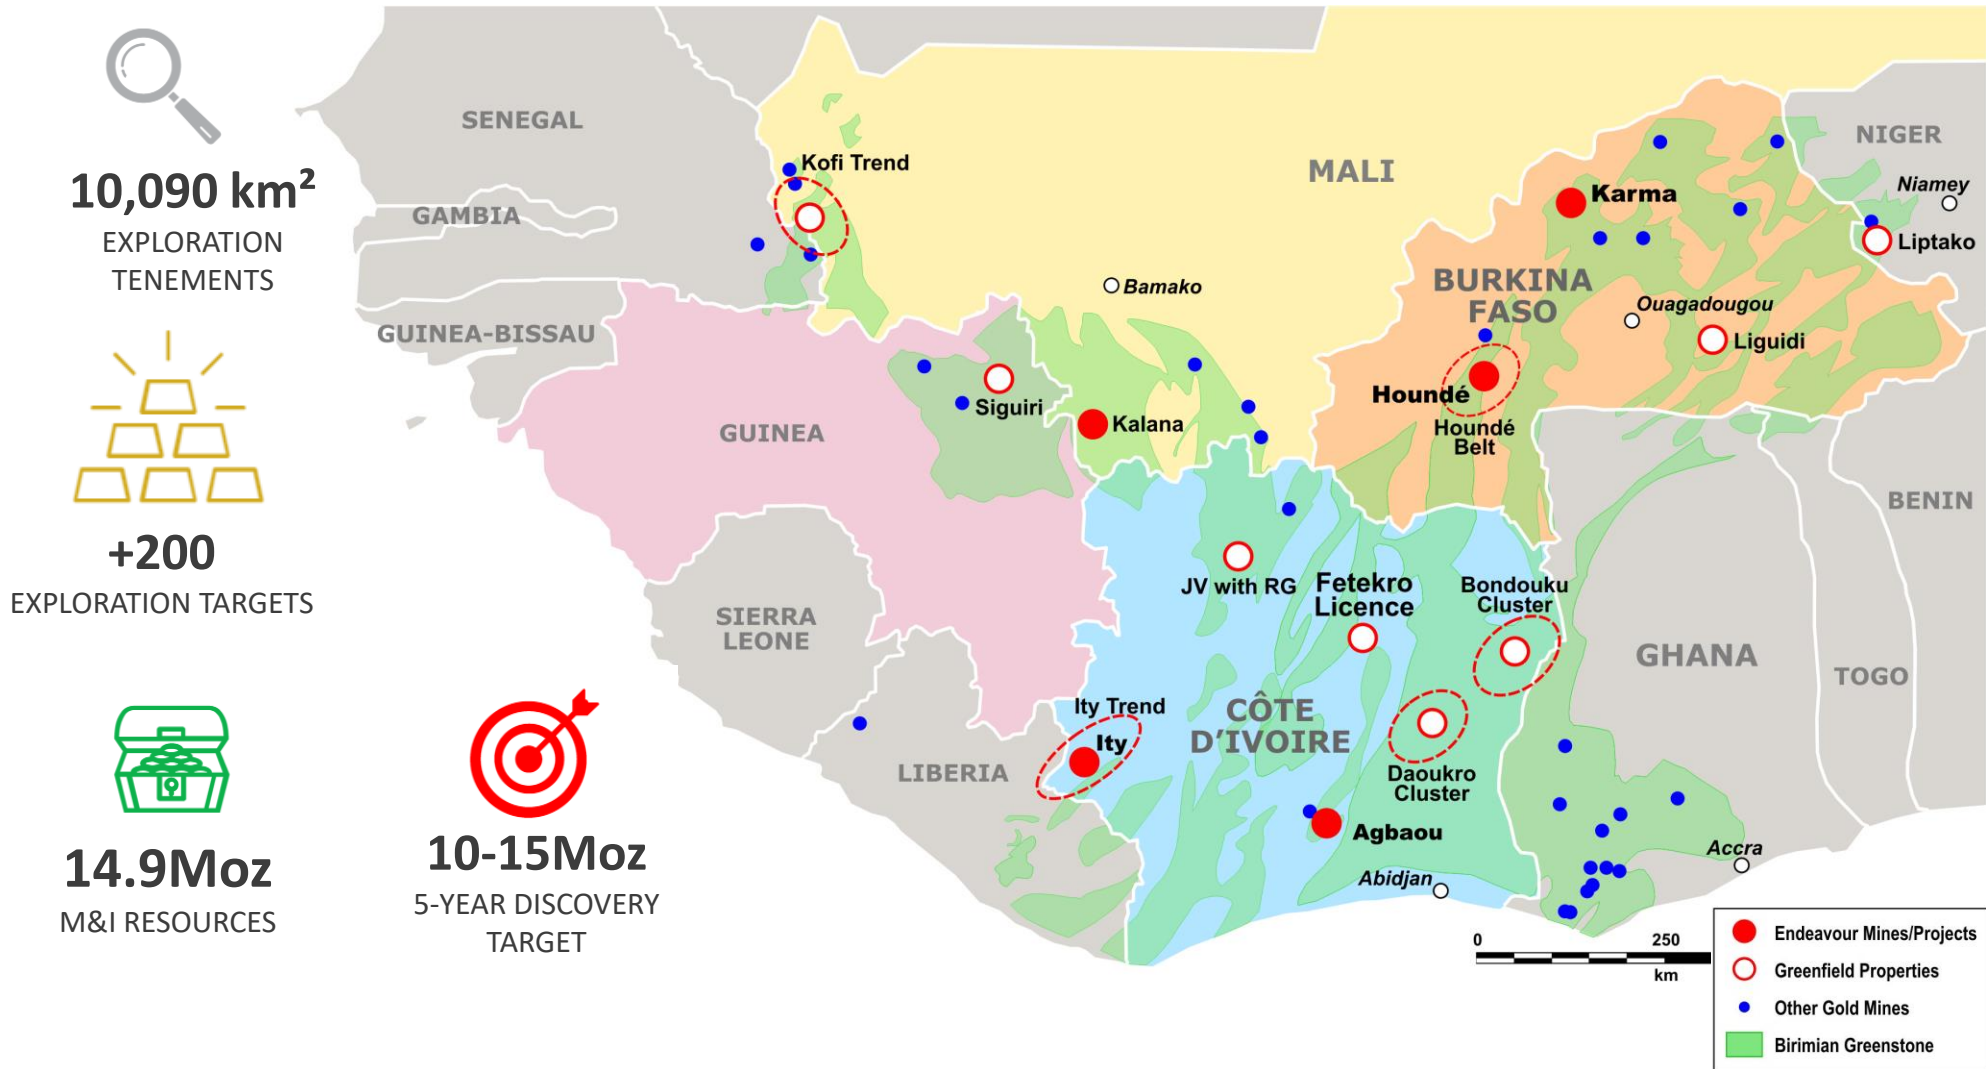 10,090 km²
EXPLORATION
TENEMENTS
+200
EXPLORATION TARGETS
14.9Moz
M&I RESOURCES
10-15Moz
5-YEAR DISCOVERY
TARGET
SENEGAL
GAMBIA
GUINEA-BISSAU
GUINEA
SIERRA
LEONE
LIBERIA
MALI
BURKINA
FASO
NIGER
BENIN
TOGO
GHANA
CÔTE
D'IVOIRE
Kofi Trend
Bamako
Siguiri
Kalana
Karma
Niamey
Liptako
Ouagadougou
Liguidi
Houndé
Houndé
Belt
JV with RG
Fetekro
Licence
Bondouku
Cluster
Ity Trend
Ity
Daoukro
Cluster
Agbaou
Abidjan
Accra
0 250
km
Endeavour Mines/Projects
Greenfield Properties
Other Gold Mines
Birimian Greenstone